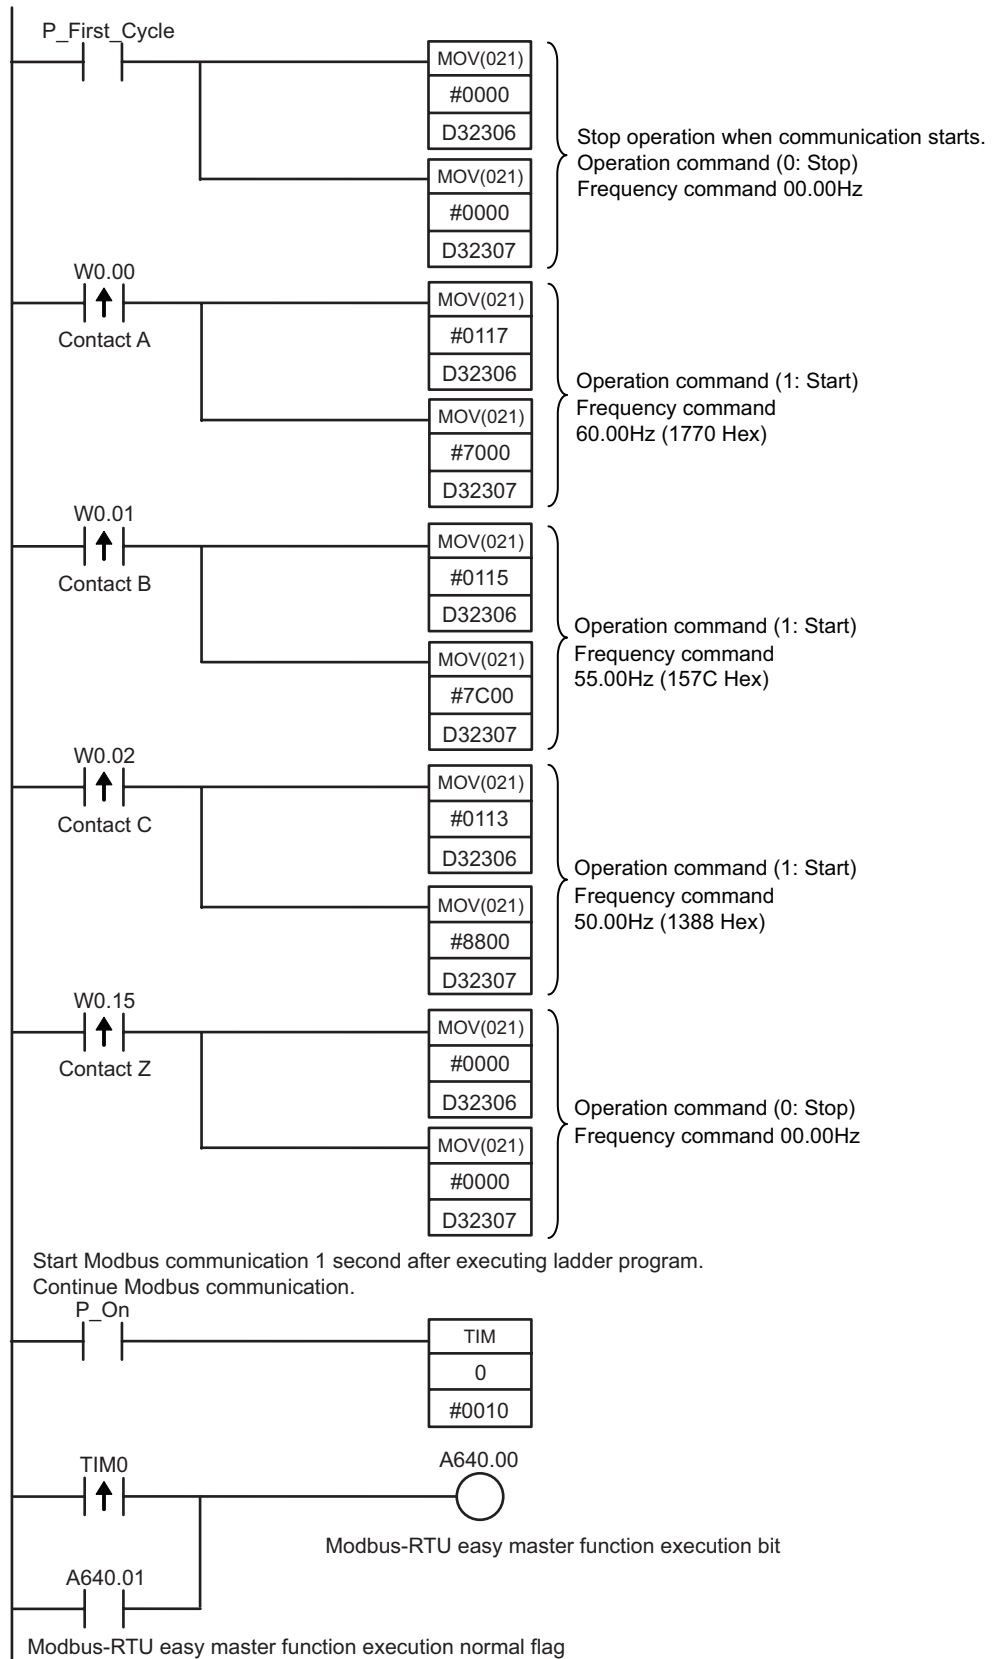 P_First_Cycle
MOV(021)
#0000
D32306
MOV(021)
#0000
D32307
Stop operation when communication starts.
Operation command (0: Stop)
Frequency command 00.00Hz
W0.00
Contact A
MOV(021)
#0117
D32306
MOV(021)
#7000
D32307
Operation command (1: Start)
Frequency command
60.00Hz (1770 Hex)
W0.01
Contact B
MOV(021)
#0115
D32306
MOV(021)
#7C00
D32307
Operation command (1: Start)
Frequency command
55.00Hz (157C Hex)
W0.02
Contact C
MOV(021)
#0113
D32306
MOV(021)
#8800
D32307
Operation command (1: Start)
Frequency command
50.00Hz (1388 Hex)
W0.15
Contact Z
MOV(021)
#0000
D32306
MOV(021)
#0000
D32307
Operation command (0: Stop)
Frequency command 00.00Hz
Start Modbus communication 1 second after executing ladder program.
Continue Modbus communication.
P_On
TIM
0
#0010
TIM0
A640.00
Modbus-RTU easy master function execution bit
A640.01
Modbus-RTU easy master function execution normal flag